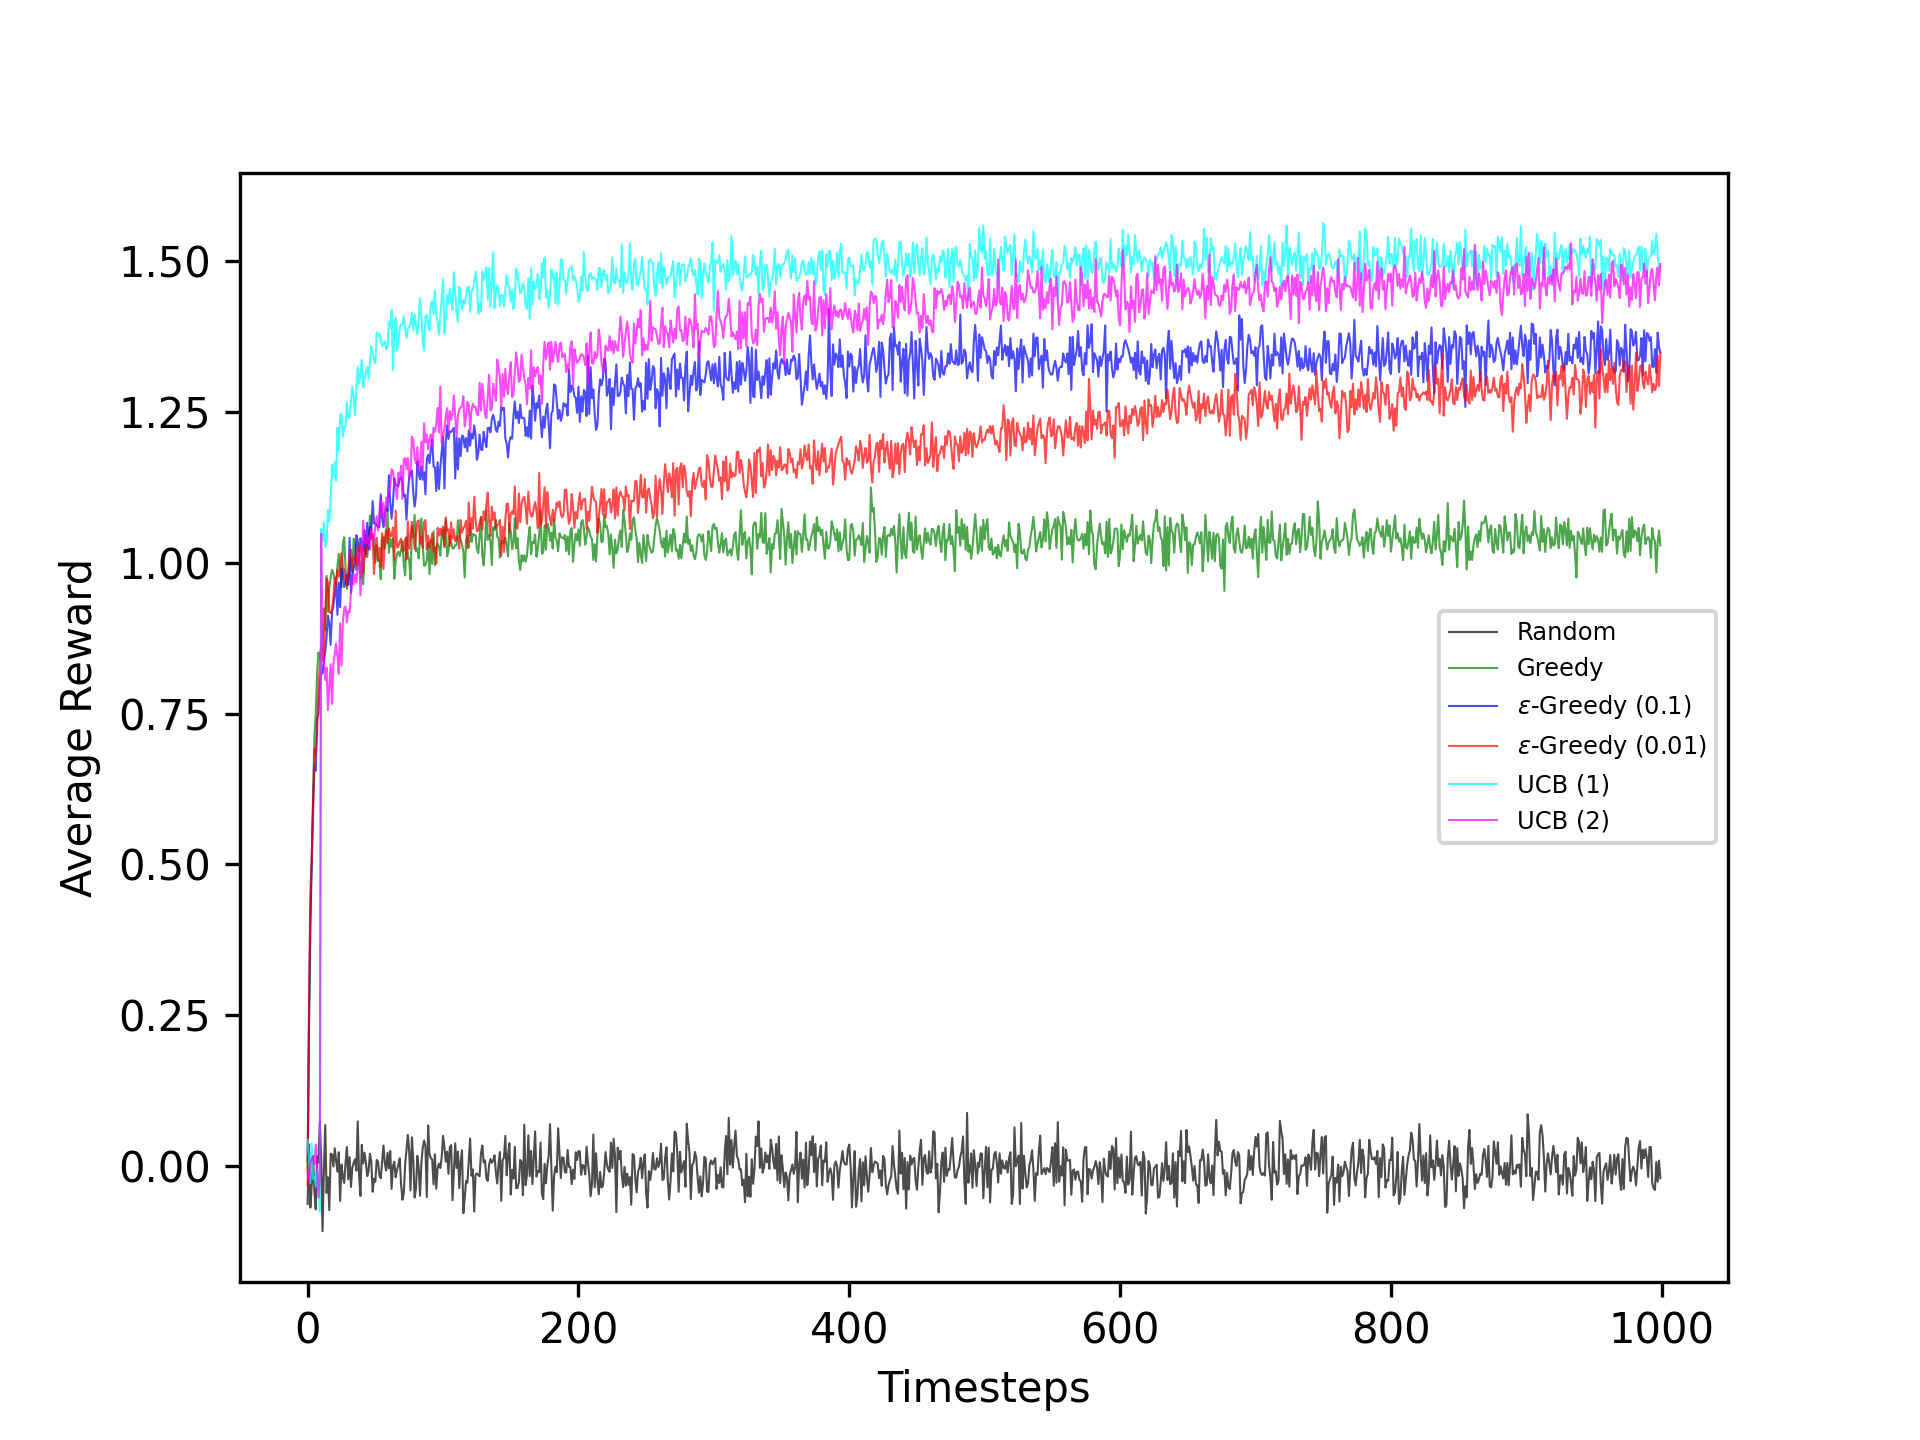 1.50
1.25
1.00
0.75
0.50
0.25
0.00
Average Reward
Random
Greedy
ε-Greedy (0.1)
ε-Greedy (0.01)
UCB (1)
UCB (2)
0 200 400 600 800 1000
Timesteps